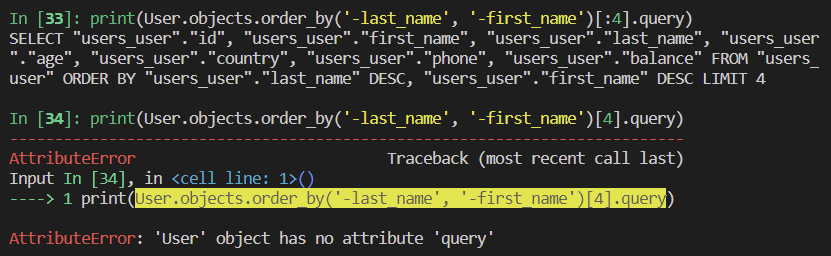 In [33]: print(User.objects.order_by('-last_name', '-first_name')[:4].query)
SELECT "users_user"."id", "users_user"."first_name", "users_user"."last_name", "users_user
"."age", "users_user"."country", "users_user"."phone", "users_user"."balance" FROM "users_
user" ORDER BY "users_user"."last_name" DESC, "users_user"."first_name" DESC LIMIT 4
In [34]: print(User.objects.order_by('-last_name', '-first_name')[4].query)
---------------------------------------------------------------------------
AttributeError                            Traceback (most recent call last)
Input In [34], in <cell line: 1>()
----> 1 print(User.objects.order_by('-last_name', '-first_name')[4].query)
AttributeError: 'User' object has no attribute 'query'